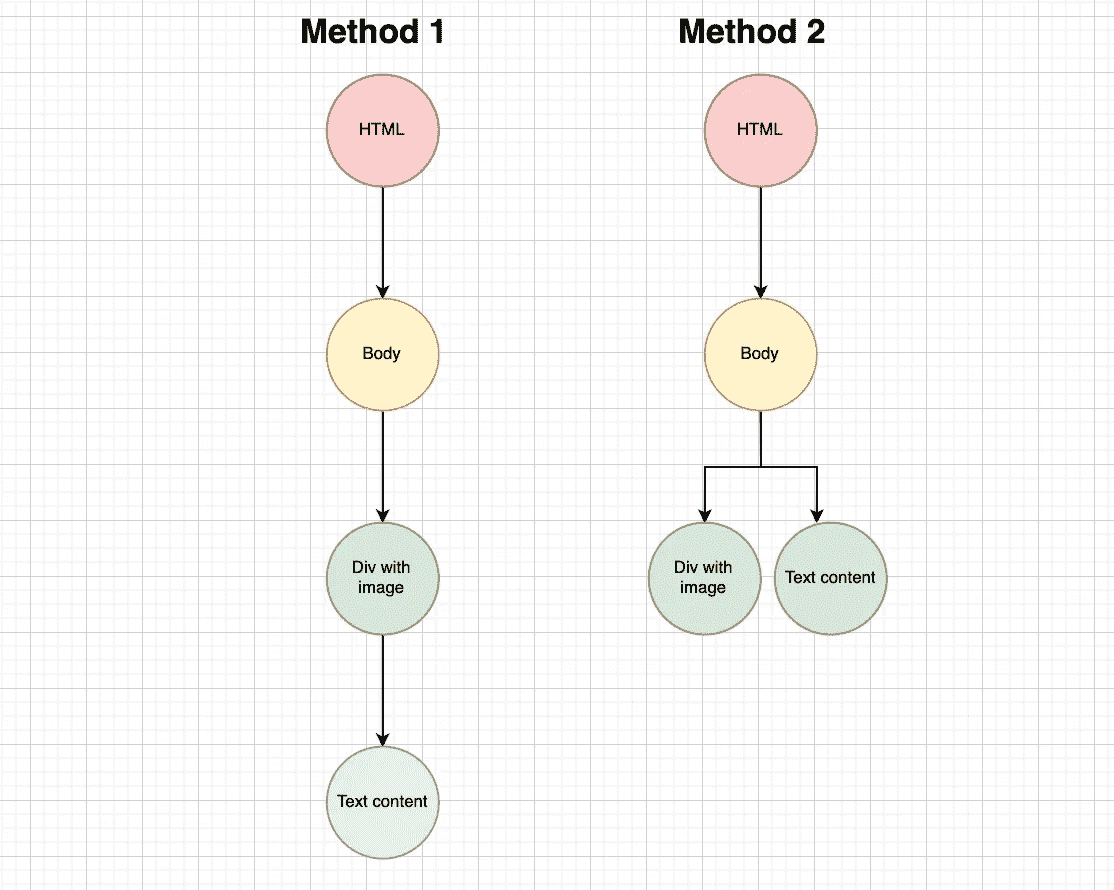 Method 1
HTML
Body
Div with
image
Text content
Method 2
HTML
Body
Div with
image
Text content